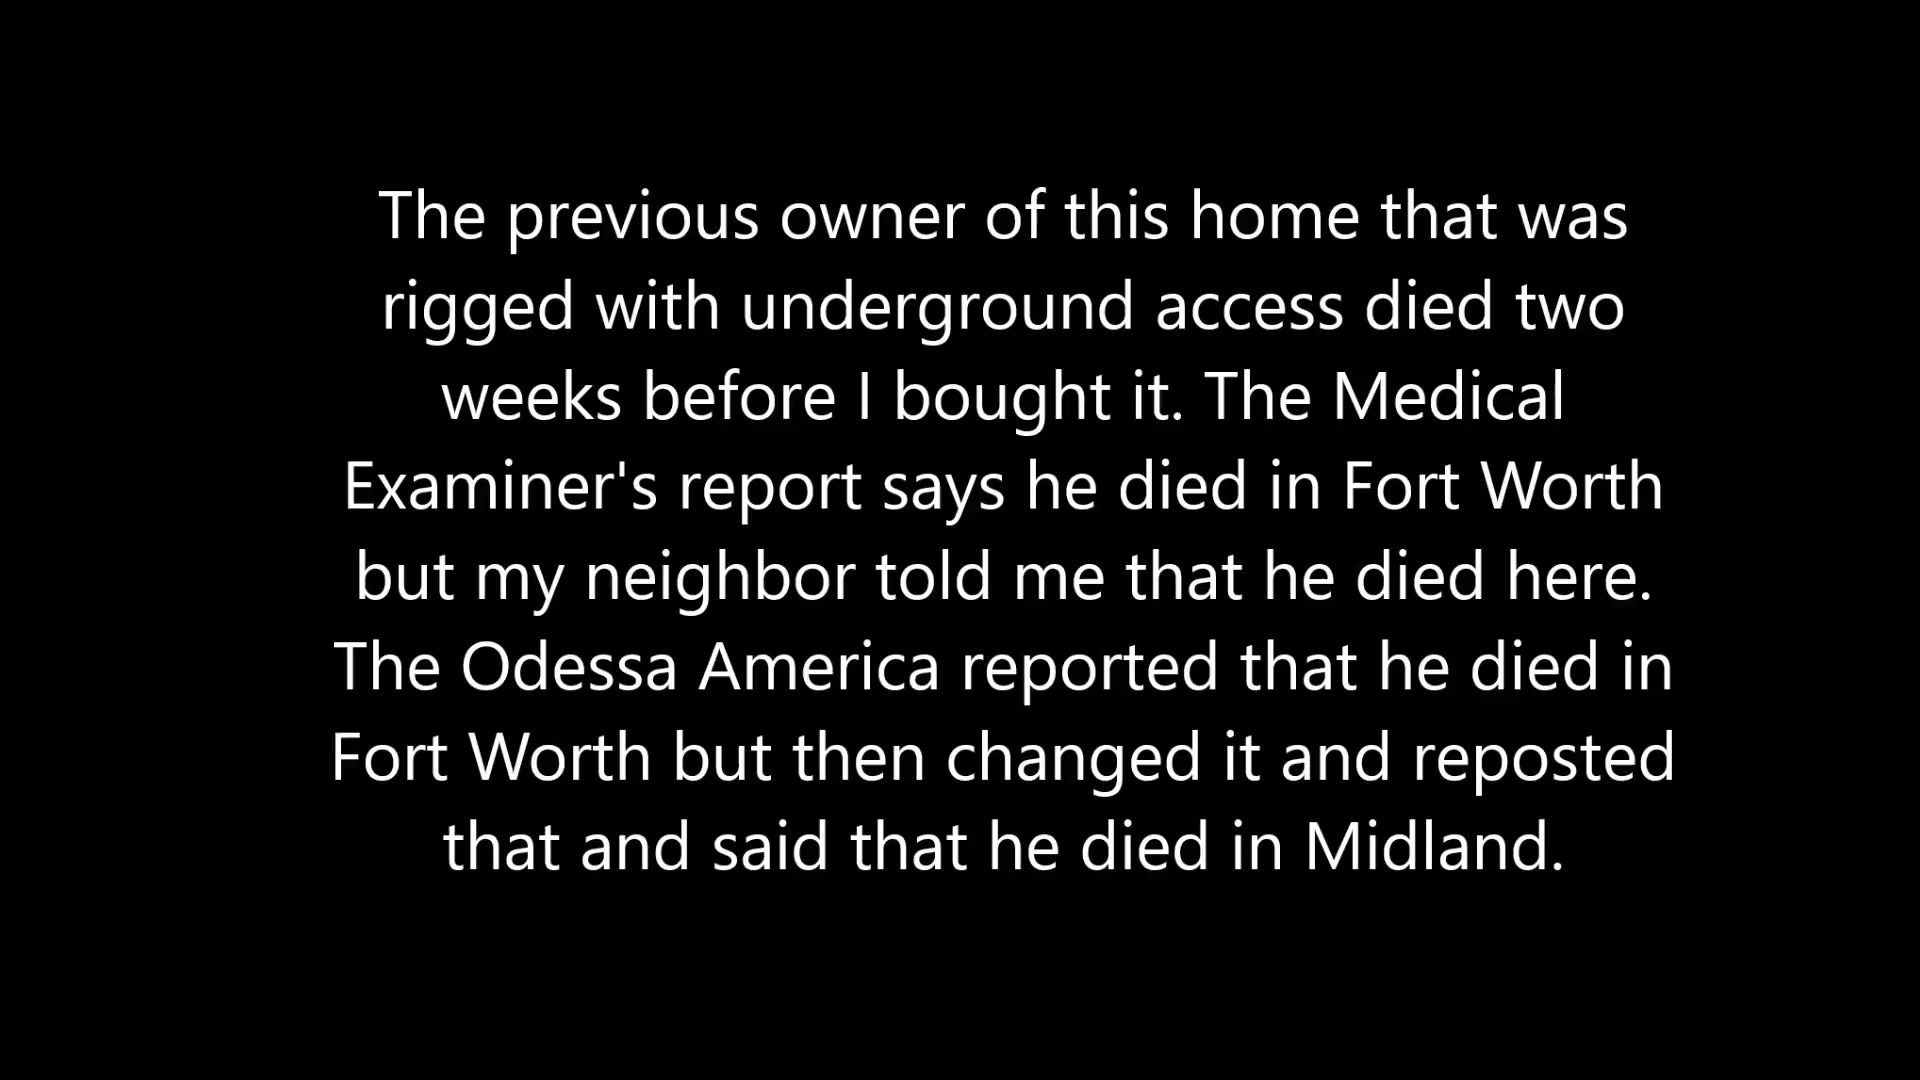 The previous owner of this home that was
rigged with underground access died two
weeks before I bought it. The Medical
Examiner's report says he died in Fort Worth
but my neighbor told me that he died here.
The Odessa America reported that he died in
Fort Worth but then changed it and reposted
that and said that he died in Midland.